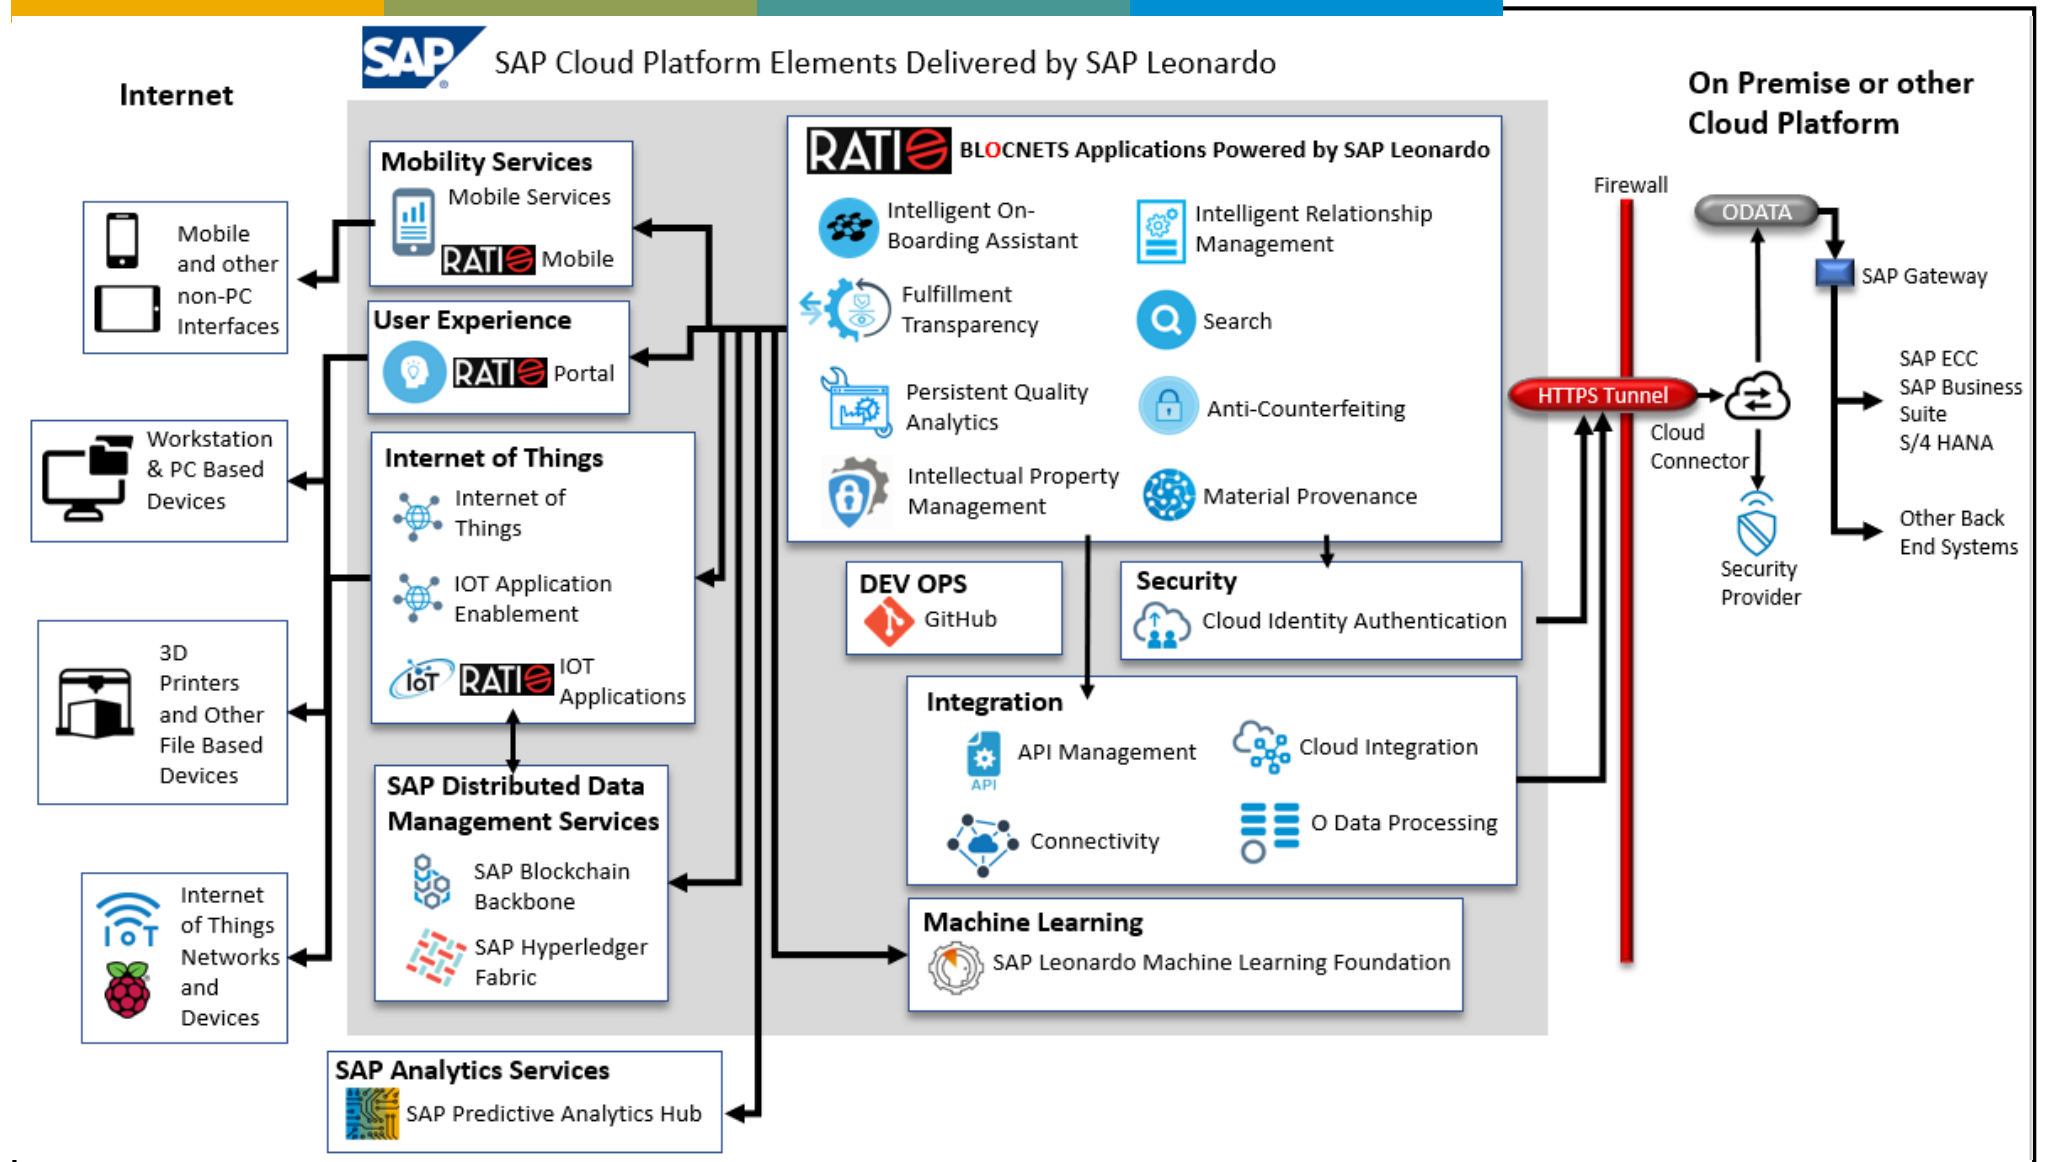 SAP
SAP Cloud Platform Elements Delivered by SAP Leonardo
Internet
On Premise or other
Cloud Platform
Mobile
and other
non-PC
Interfaces
Workstation
& PC Based
Devices
3D
Printers
and Other
File Based
Devices
IoT
Internet
of Things
Networks
and
Devices
Mobility Services
Mobile Services
RATIO Mobile
User Experience
RATIO Portal
Internet of Things
Internet of
Things
IOT Application
Enablement
IoT RATIO IOT
Applications
SAP Distributed Data
Management Services
SAP Blockchain
Backbone
SAP Hyperledger
Fabric
SAP Analytics Services
SAP Predictive Analytics Hub
RATIO BLOCNETS Applications Powered by SAP Leonardo
Intelligent On-
Boarding Assistant
Intelligent Relationship
Management
Fulfillment
Transparency
Search
Persistent Quality
Analytics
Anti-Counterfeiting
Intellectual Property
Management
Material Provenance
DEV OPS
GitHub
Security
Cloud Identity Authentication
Integration
API Management
API
Cloud Integration
Connectivity
O Data Processing
Machine Learning
SAP Leonardo Machine Learning Foundation
Firewall
HTTPS Tunnel
ODATA
SAP Gateway
Cloud
Connector
Security
Provider
SAP ECC
SAP Business
Suite
S/4 HANA
Other Back
End Systems